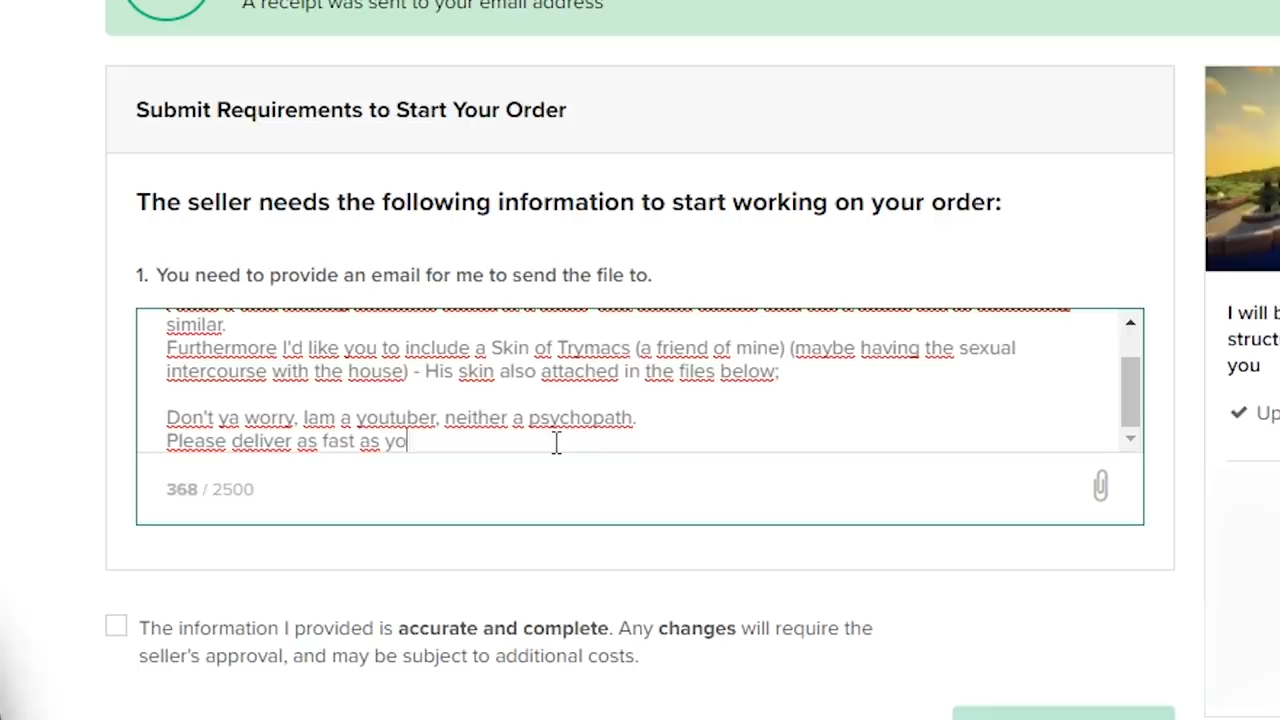 A receipt was sent to your email address
Submit Requirements to Start Your Order
The seller needs the following information to start working on your order:
1. You need to provide an email for me to send the file to.
similar.
Furthermore I'd like you to include a Skin of Trymacs (a friend of mine) (maybe having the sexual
intercourse with the house) - His skin also attached in the files below;
Don't ya worry, Iam a youtuber, neither a psychopath.
Please deliver as fast as yo
368 / 2500
The information I provided is accurate and complete. Any changes will require the
seller's approval, and may be subject to additional costs.
I will
struct
you
Up